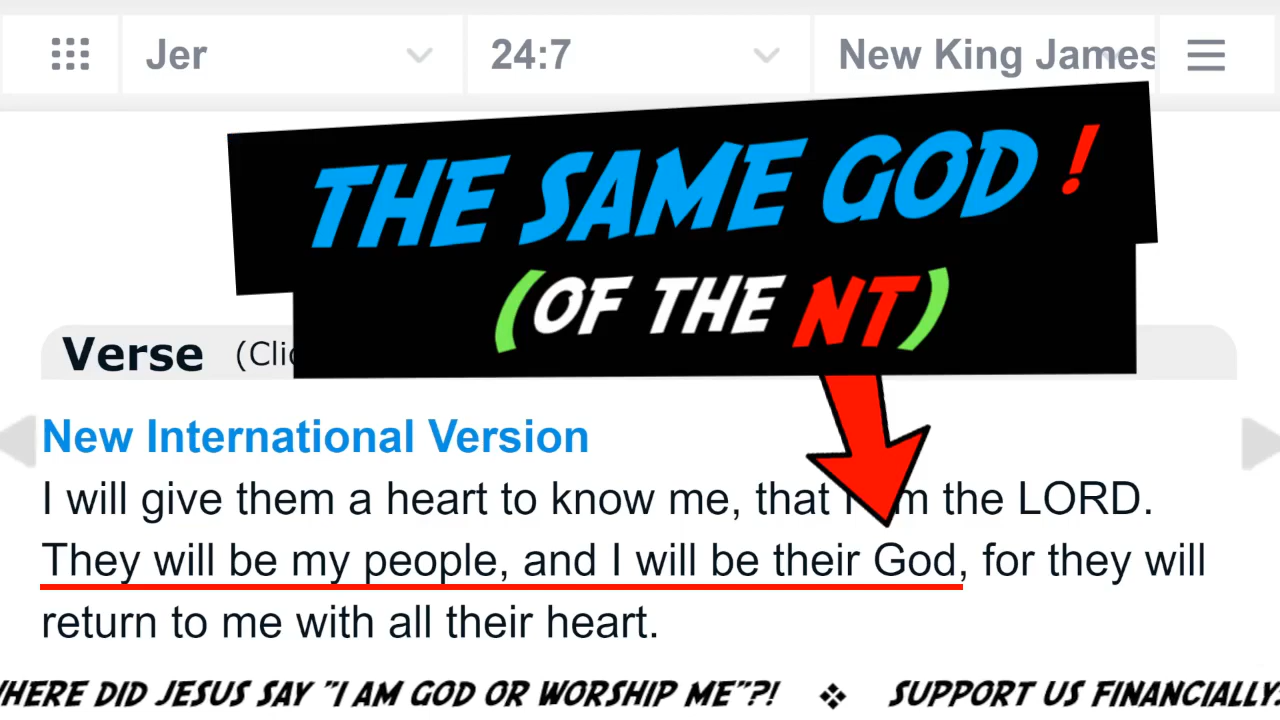 Jer 24:7 New King James
THE SAME GOD !
(OF THE NT)
Verse
New International Version
I will give them a heart to know me, that I am the LORD.
They will be my people, and I will be their God, for they will
return to me with all their heart.
WHERE DID JESUS SAY "I AM GOD OR WORSHIP ME"?! ❖ SUPPORT US FINANCIALLY: